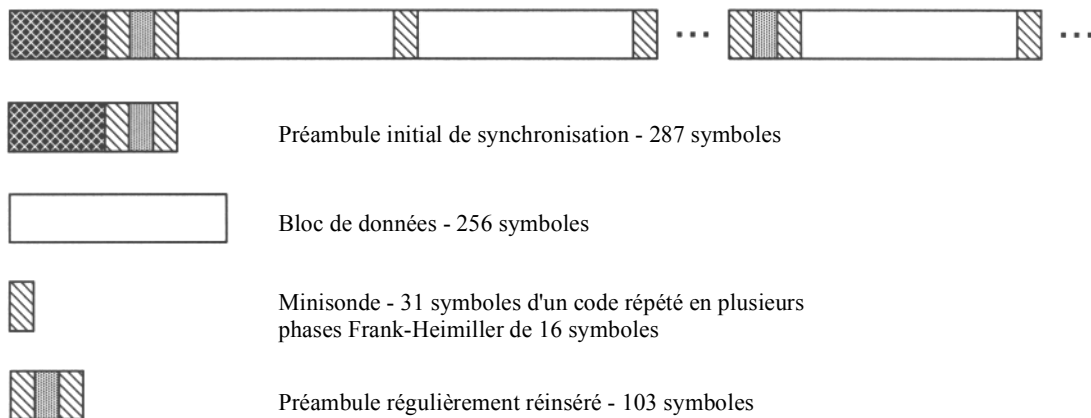 Préambule initial de synchronisation - 287 symboles
Bloc de données - 256 symboles
Minisonde - 31 symboles d'un code répété en plusieurs
phases Frank-Heimiller de 16 symboles
Préambule régulièrement réinséré - 103 symboles